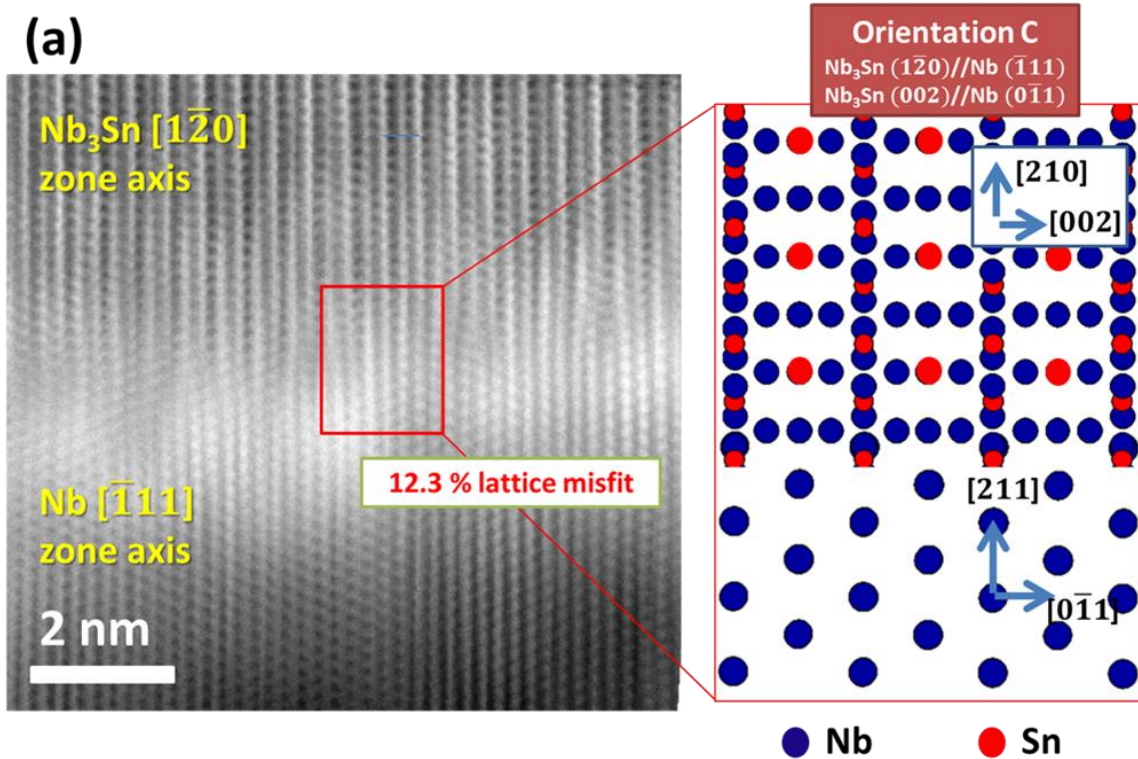 (a)
Nb₃Sn [12̅0]
zone axis
12.3 % lattice misfit
Nb [1̅11]
zone axis
2 nm
Orientation C
Nb₃Sn (12̅0)//Nb (1̅11)
Nb₃Sn (002)//Nb (01̅1)
[210]
[002]
[211]
[01̅1]
Nb
Sn